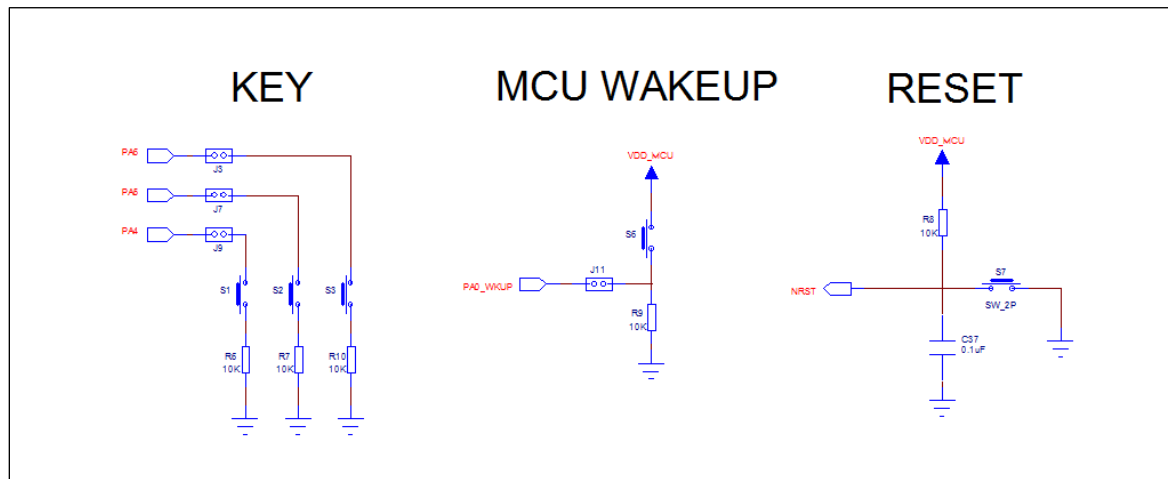 KEY
MCU WAKEUP
RESET
PA6
J3
PA5
J7
PA4
J9
S1
S2
S3
R6
10K
R7
10K
R10
10K
VDD_MCU
S6
J11
PA0_WKUP
R9
10K
VDD_MCU
R8
10K
S7
NRST
SW_2P
C37
0.1uF